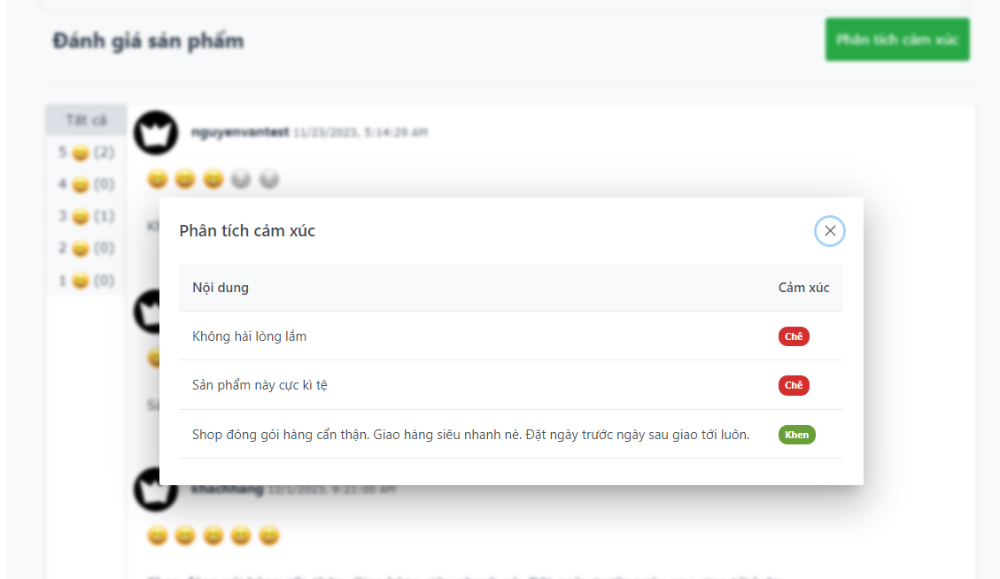 Đánh giá sản phẩm
Phân tích cảm xúc
Tất cả
5 (2)
4 (0)
3 (1)
2 (0)
1 (0)
nguyenvantest 11/23/2023, 5:14:29 AM
Phân tích cảm xúc
Nội dung Cảm xúc
Không hài lòng lắm Chê
Sản phẩm này cực kì tệ Chê
Shop đóng gói hàng cẩn thận. Giao hàng siêu nhanh nè. Đặt ngày trước ngày sau giao tới luôn. Khen
khachhang 12/1/2023, 9:21:00 AM